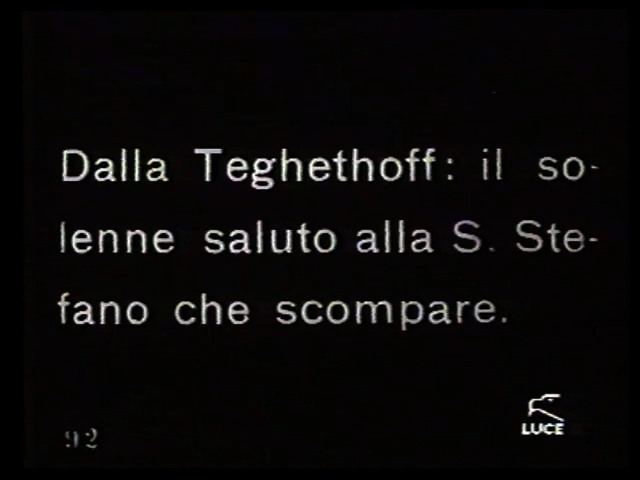 Dalla Teghethoff: il so-
lenne saluto alla S. Ste-
fano che scompare.
92
LUCE